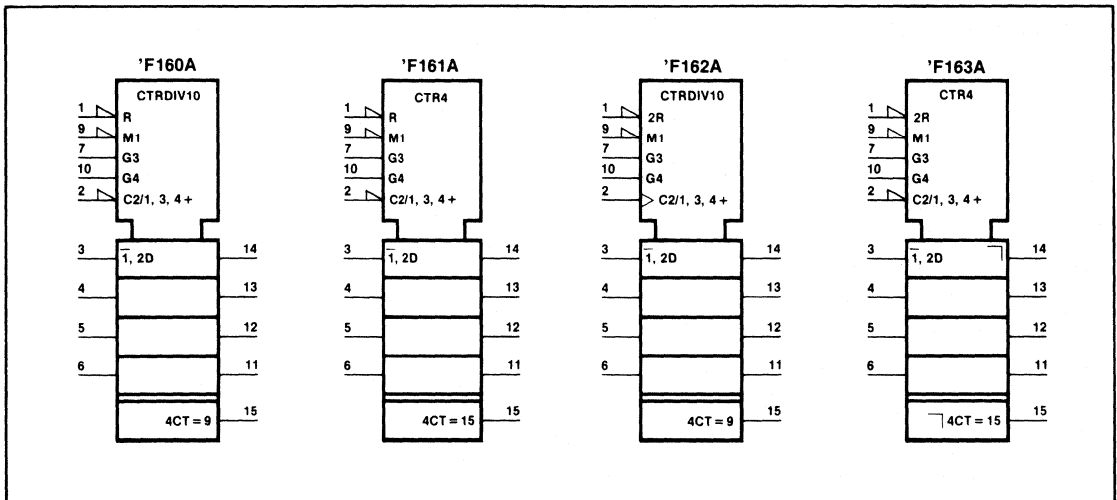 'F160A
CTRDIV10
1 R
9 M1
7 G3
10 G4
2 C2/1, 3, 4 +
3 1, 2D 14
4 13
5 12
6 11
4CT = 9 15
'F161A
CTR4
1 R
9 M1
7 G3
10 G4
2 C2/1, 3, 4 +
3 1, 2D 14
4 13
5 12
6 11
4CT = 15 15
'F162A
CTRDIV10
1 2R
9 M1
7 G3
10 G4
2 C2/1, 3, 4 +
3 1, 2D 14
4 13
5 12
6 11
4CT = 9 15
'F163A
CTR4
1 2R
9 M1
7 G3
10 G4
2 C2/1, 3, 4 +
3 1, 2D 14
4 13
5 12
6 11
4CT = 15 15